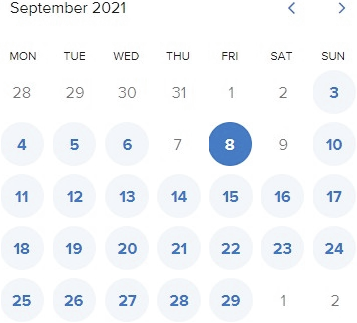 September 2021
MON TUE WED THU FRI SAT SUN
28 29 30 31 1 2 3
4 5 6 7 8 9 10
11 12 13 14 15 16 17
18 19 20 21 22 23 24
25 26 27 28 29 1 2